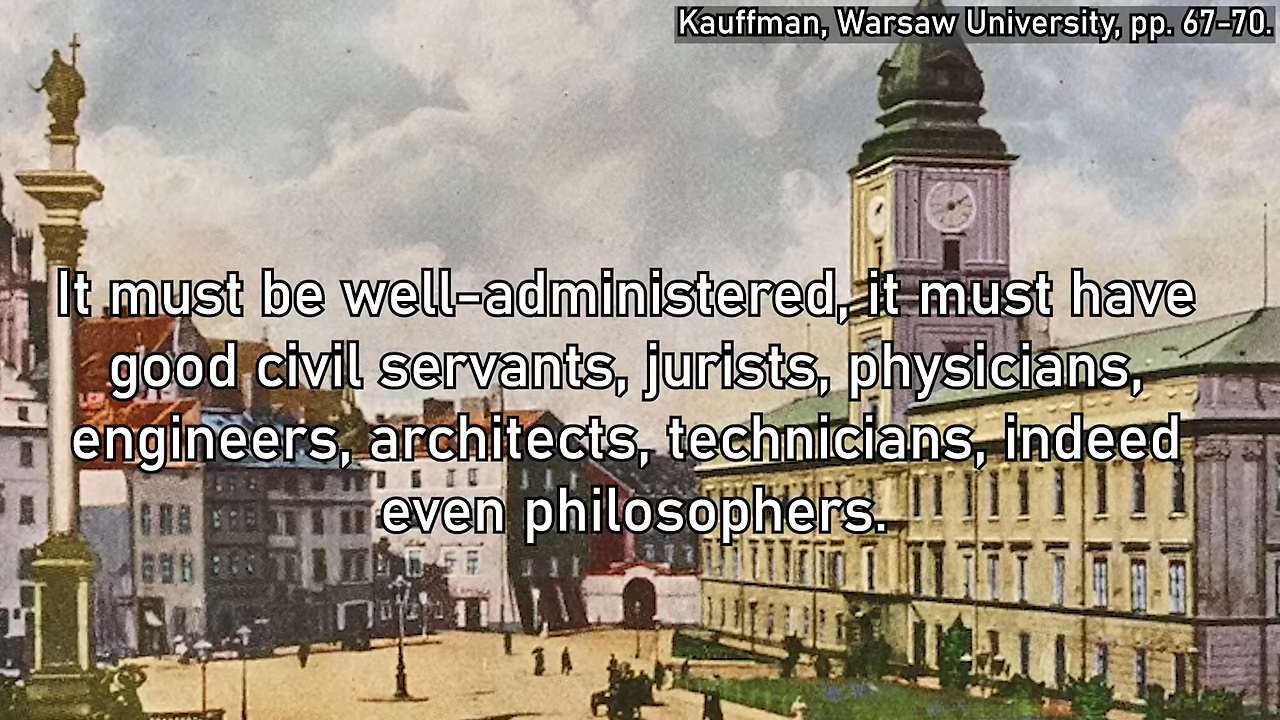 Kauffman, Warsaw University, pp. 67-70.
It must be well-administered, it must have
good civil servants, jurists, physicians,
engineers, architects, technicians, indeed
even philosophers.